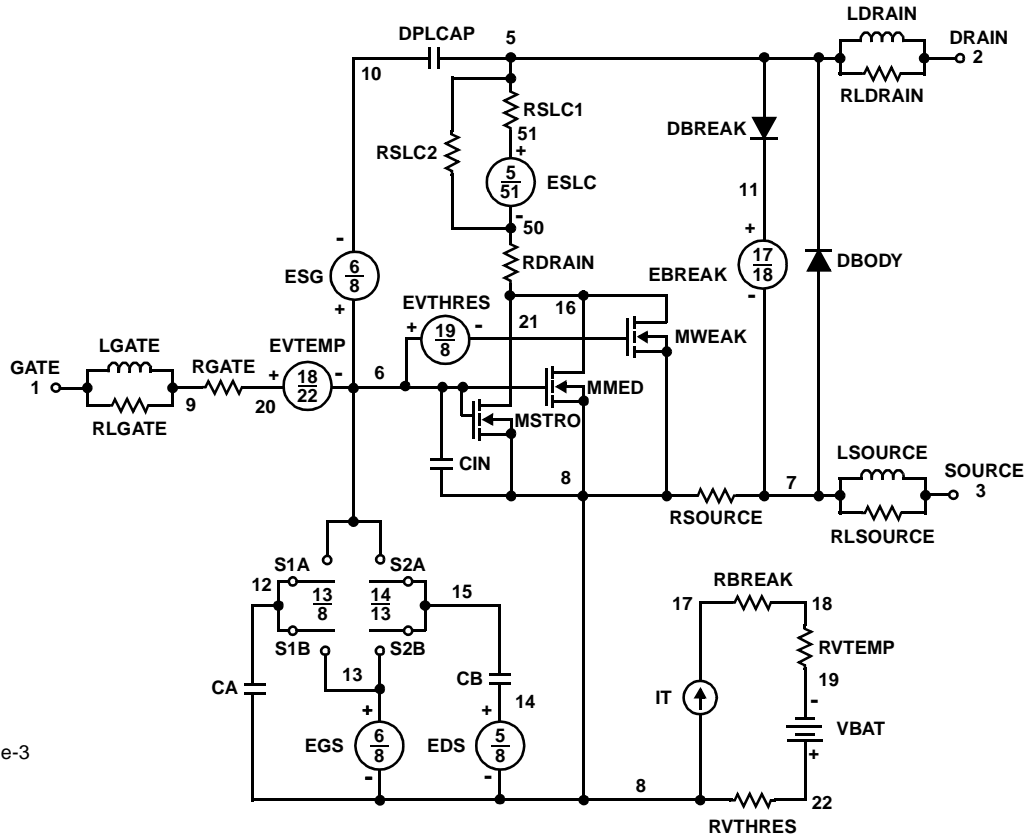 LDRAIN
DPLCAP 5 DRAIN
10 2
RSLC1 RLDRAIN
51 DBREAK
+
RSLC2
5
51
ESLC 11
-
50
- +
RDRAIN 17
18
6
8
ESG EBREAK DBODY
+ EVTHRES 16 -
21
+ 19
8
- MWEAK
LGATE EVTEMP
GATE RGATE + 18
22
- 6 MMED
1
9 20 MSTRO
RLGATE
LSOURCE
CIN 8 7 SOURCE
3
RSOURCE
RLSOURCE
S1A S2A
12 13
8
14
13
15 RBREAK
17 18
S1B S2B RVTEMP
13 CB
CA 14 IT 19
-
+ + VBAT
EGS 6
8
EDS 5
8
+
e-3
- -
8 22
RVTHRES